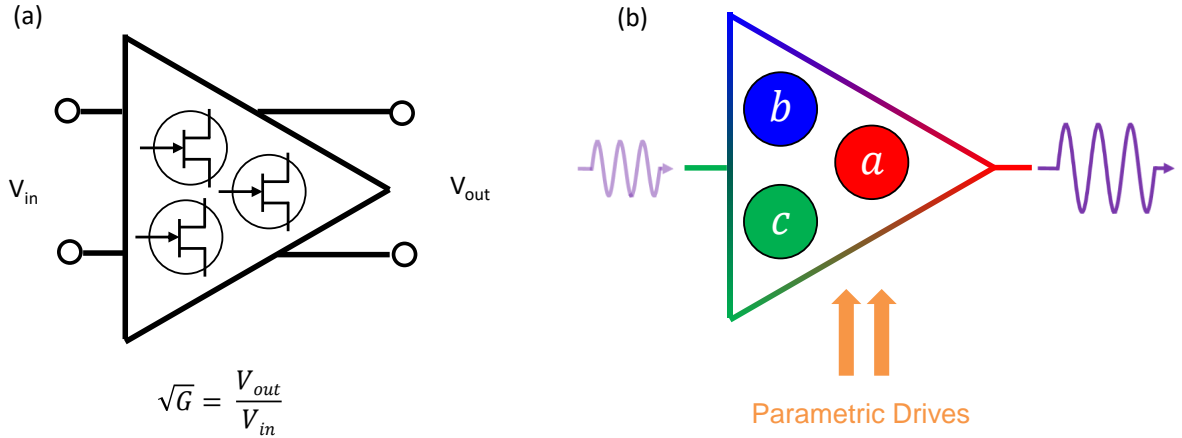 (a)
V_in
V_out
√G = V_out / V_in
(b)
b
a
c
Parametric Drives